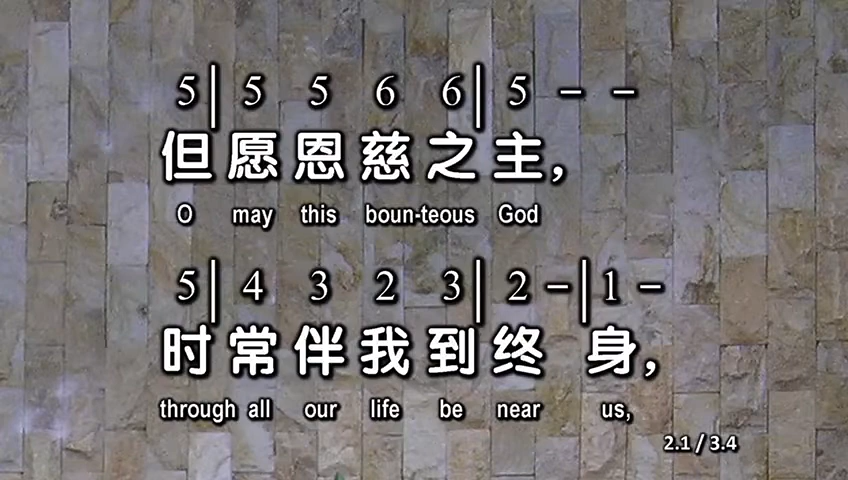 5| 5 5 6 6| 5 – –
但愿恩慈之主,
O may this boun-teous God
5| 4 3 2 3| 2 –| 1 –
时常伴我到终 身,
through all our life be near us,
2.1 / 3.4